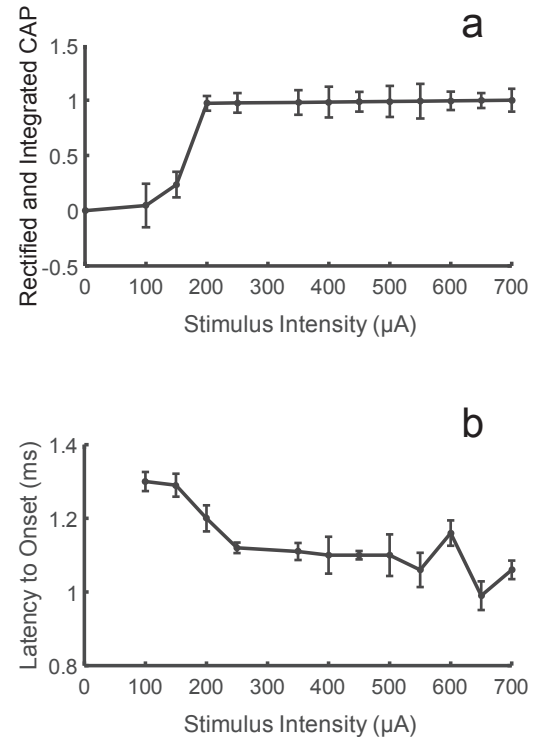 a
Rectified and Integrated CAP
1.5
1
0.5
0
-0.5
0 100 200 300 400 500 600 700
Stimulus Intensity (µA)
b
Latency to Onset (ms)
1.4
1.2
1
0.8
0 100 200 300 400 500 600 700
Stimulus Intensity (µA)